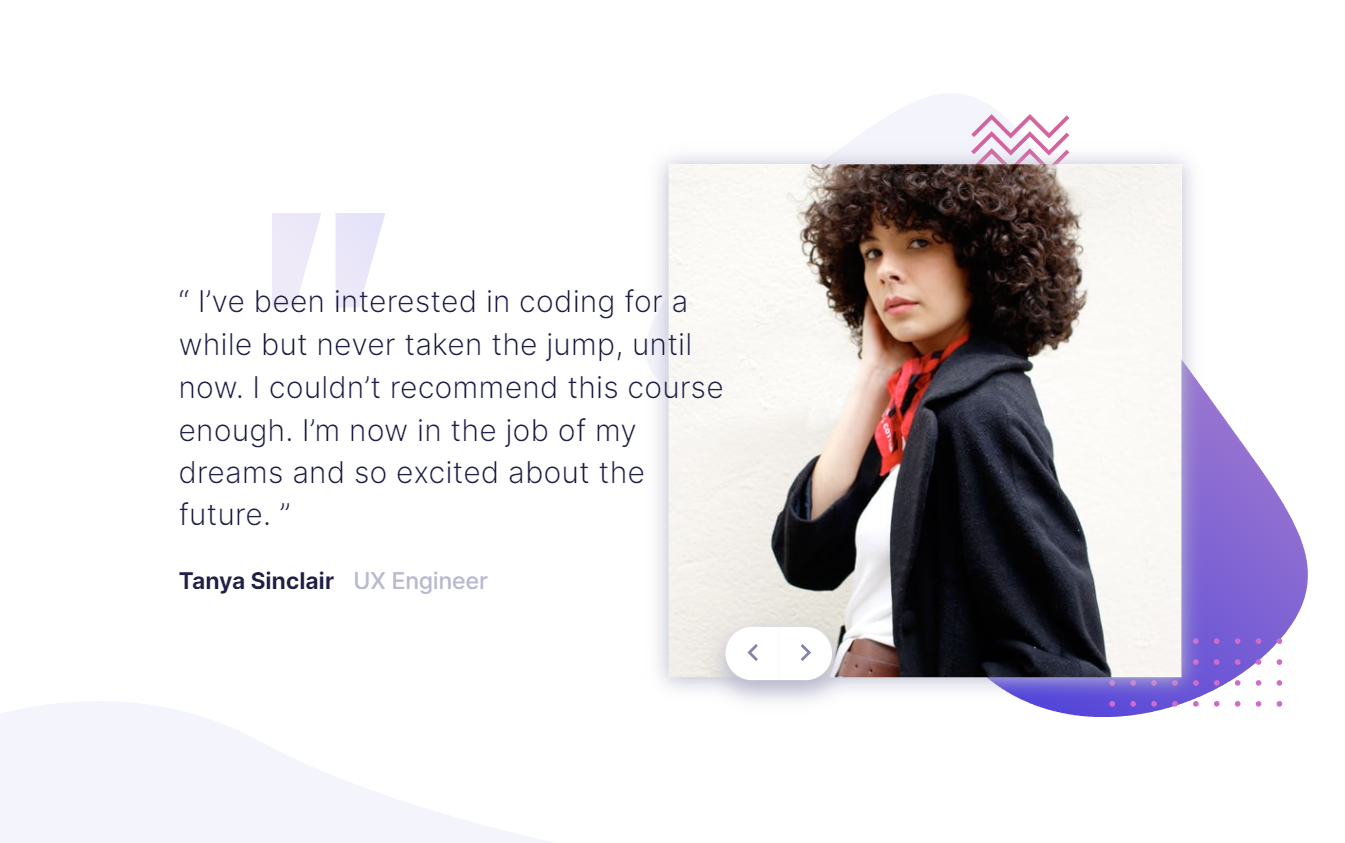 “ I’ve been interested in coding for a
while but never taken the jump, until
now. I couldn’t recommend this course
enough. I’m now in the job of my
dreams and so excited about the
future. ”
Tanya Sinclair UX Engineer